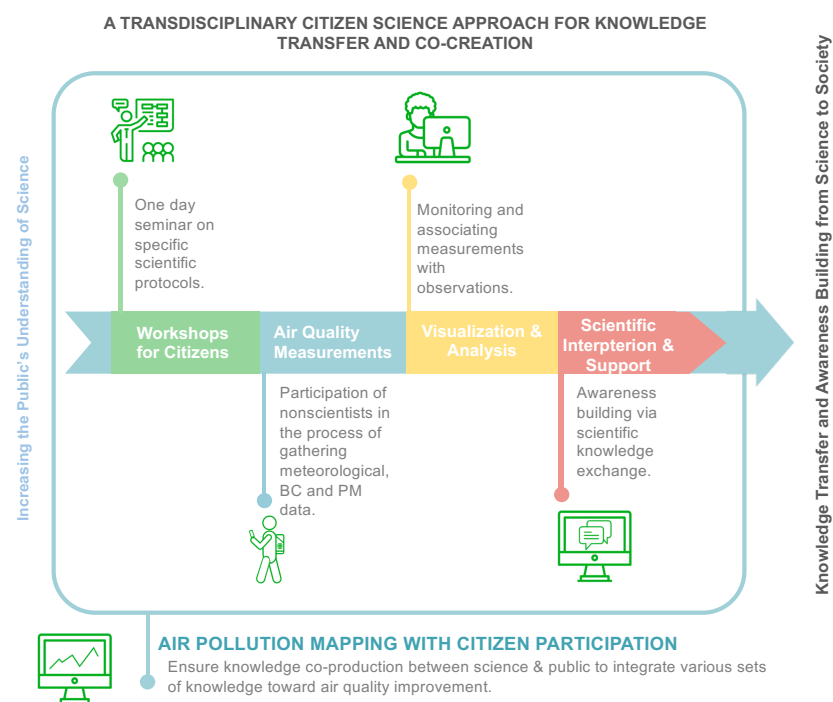 A TRANSDISCIPLINARY CITIZEN SCIENCE APPROACH FOR KNOWLEDGE
TRANSFER AND CO-CREATION
Increasing the Public's Understanding of Science
One day
seminar on
specific
scientific
protocols.
Monitoring and
associating
measurements
with
observations.
Workshops
for Citizens
Air Quality
Measurements
Visualization &
Analysis
Scientific
Interpterion &
Support
Participation of
nonscientists in
the process of
gathering
meteorological,
BC and PM
data.
Awareness
building via
scientific
knowledge
exchange.
Knowledge Transfer and Awareness Building from Science to Society
AIR POLLUTION MAPPING WITH CITIZEN PARTICIPATION
Ensure knowledge co-production between science & public to integrate various sets
of knowledge toward air quality improvement.